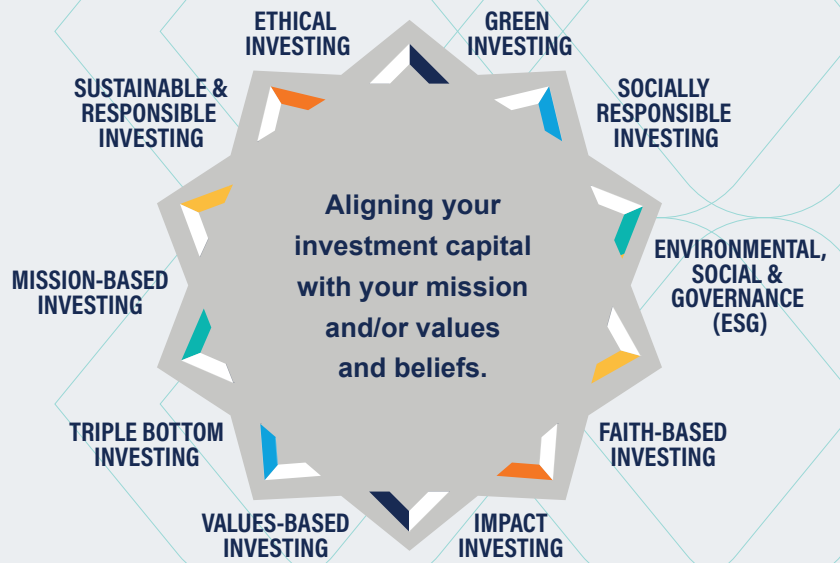 ETHICAL
INVESTING
GREEN
INVESTING
SUSTAINABLE &
RESPONSIBLE
INVESTING
SOCIALLY
RESPONSIBLE
INVESTING
Aligning your
investment capital
with your mission
and/or values
and beliefs.
MISSION-BASED
INVESTING
ENVIRONMENTAL,
SOCIAL &
GOVERNANCE
(ESG)
TRIPLE BOTTOM
INVESTING
FAITH-BASED
INVESTING
VALUES-BASED
INVESTING
IMPACT
INVESTING